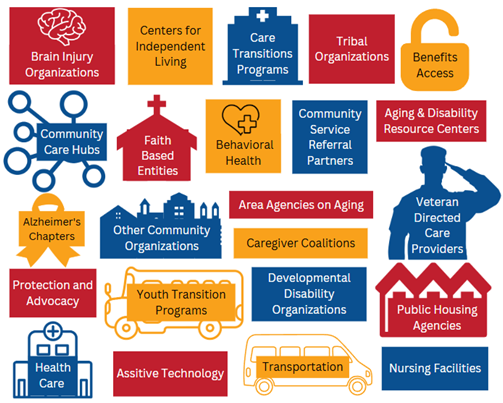 Brain Injury
Organizations
Centers for
Independent
Living
Care
Transitions
Programs
Tribal
Organizations
Benefits
Access
Community
Care Hubs
Faith
Based
Entities
Behavioral
Health
Community
Service
Referral
Partners
Aging & Disability
Resource Centers
Alzheimer's
Chapters
Other Community
Organizations
Area Agencies on Aging
Caregiver Coalitions
Veteran
Directed
Care
Providers
Protection and
Advocacy
Youth Transition
Programs
Developmental
Disability
Organizations
Public Housing
Agencies
Health
Care
Assitive Technology
Transportation
Nursing Facilities